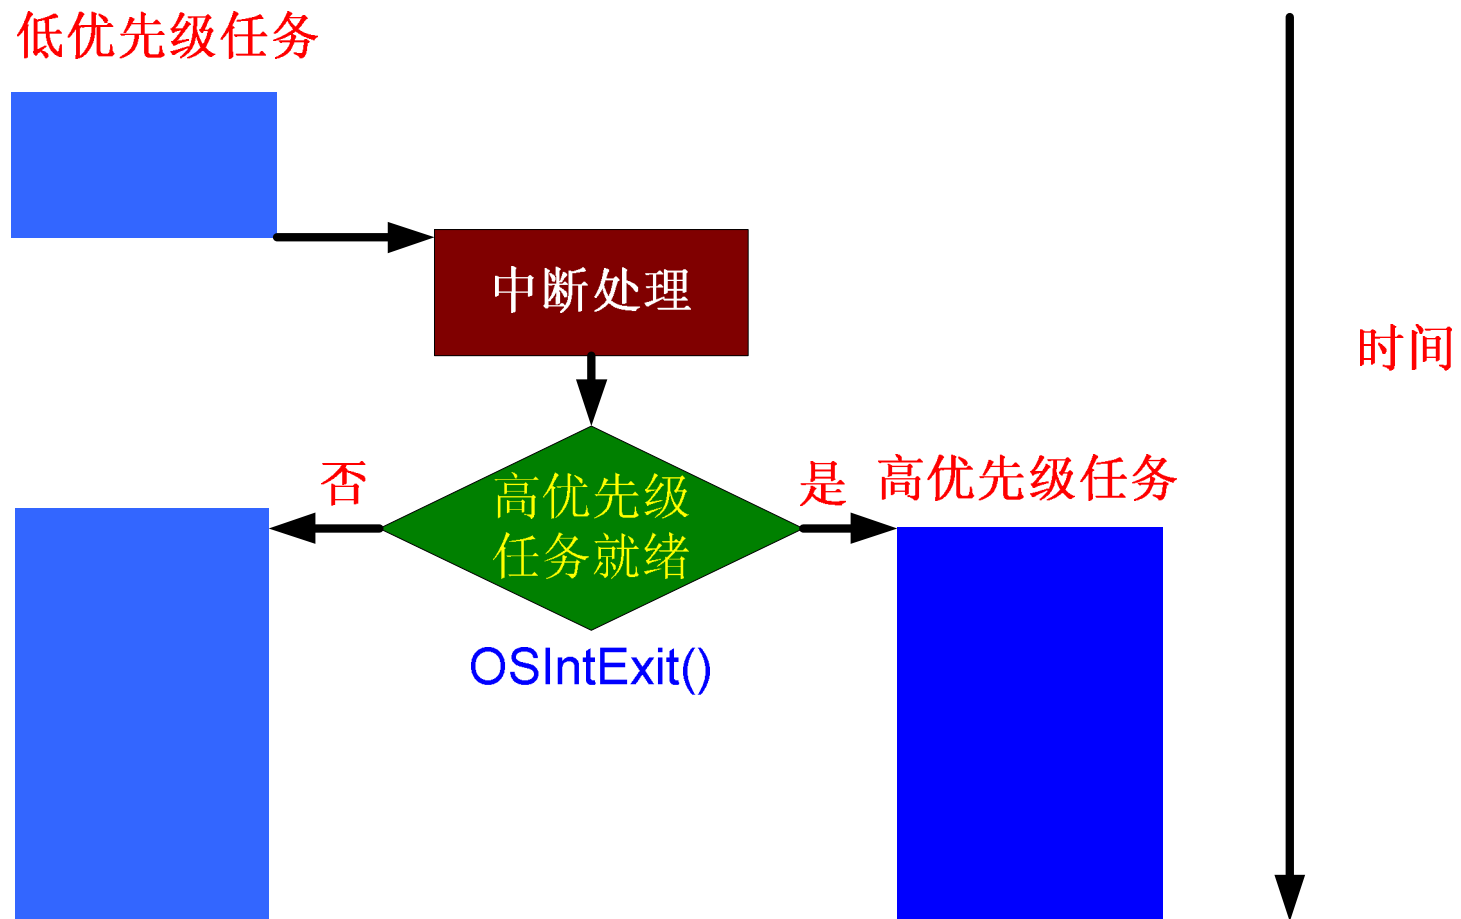 低优先级任务
中断处理
时间
否
是
高优先级任务
高优先级
任务就绪
OSIntExit()